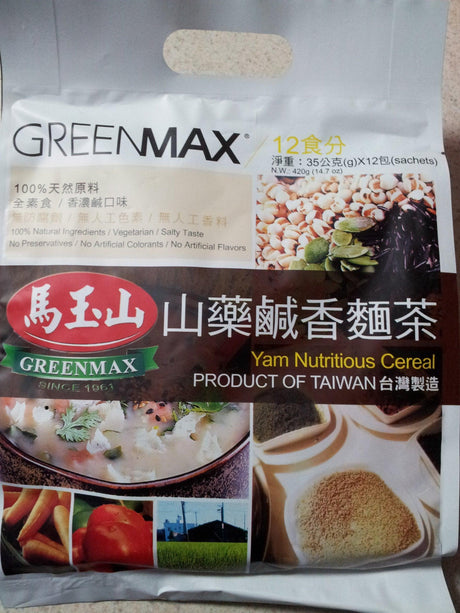 GREENMAX®
12食分
淨重：35公克(g)X12包(sachets)
N.W.: 420g (14.7 oz)
100%天然原料
全素食 / 香濃鹹口味
無防腐劑 / 無人工色素 / 無人工香料
100% Natural Ingredients / Vegetarian / Salty Taste
No Preservatives / No Artificial Colorants / No Artificial Flavors
馬玉山
GREENMAX
SINCE 1961
山藥鹹香麵茶
Yam Nutritious Cereal
PRODUCT OF TAIWAN 台灣製造